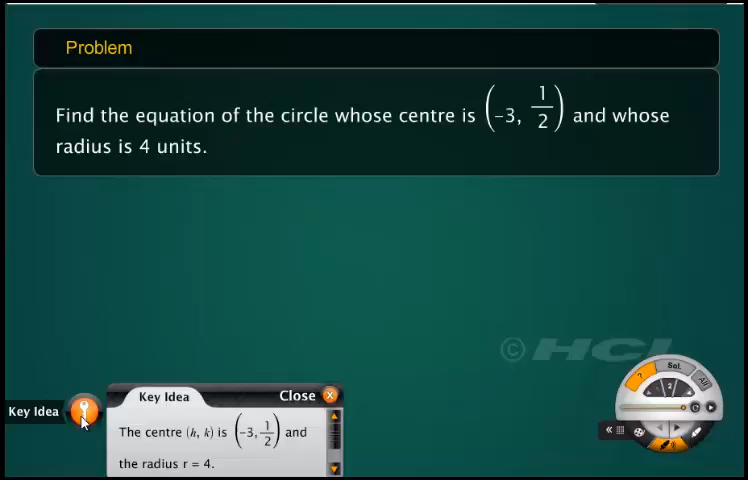 Problem
Find the equation of the circle whose centre is (–3, 1/2) and whose
radius is 4 units.
© HCL
? Sol. All
2
Key Idea
Key Idea Close X
The centre (h, k) is (–3, 1/2) and
the radius r = 4.